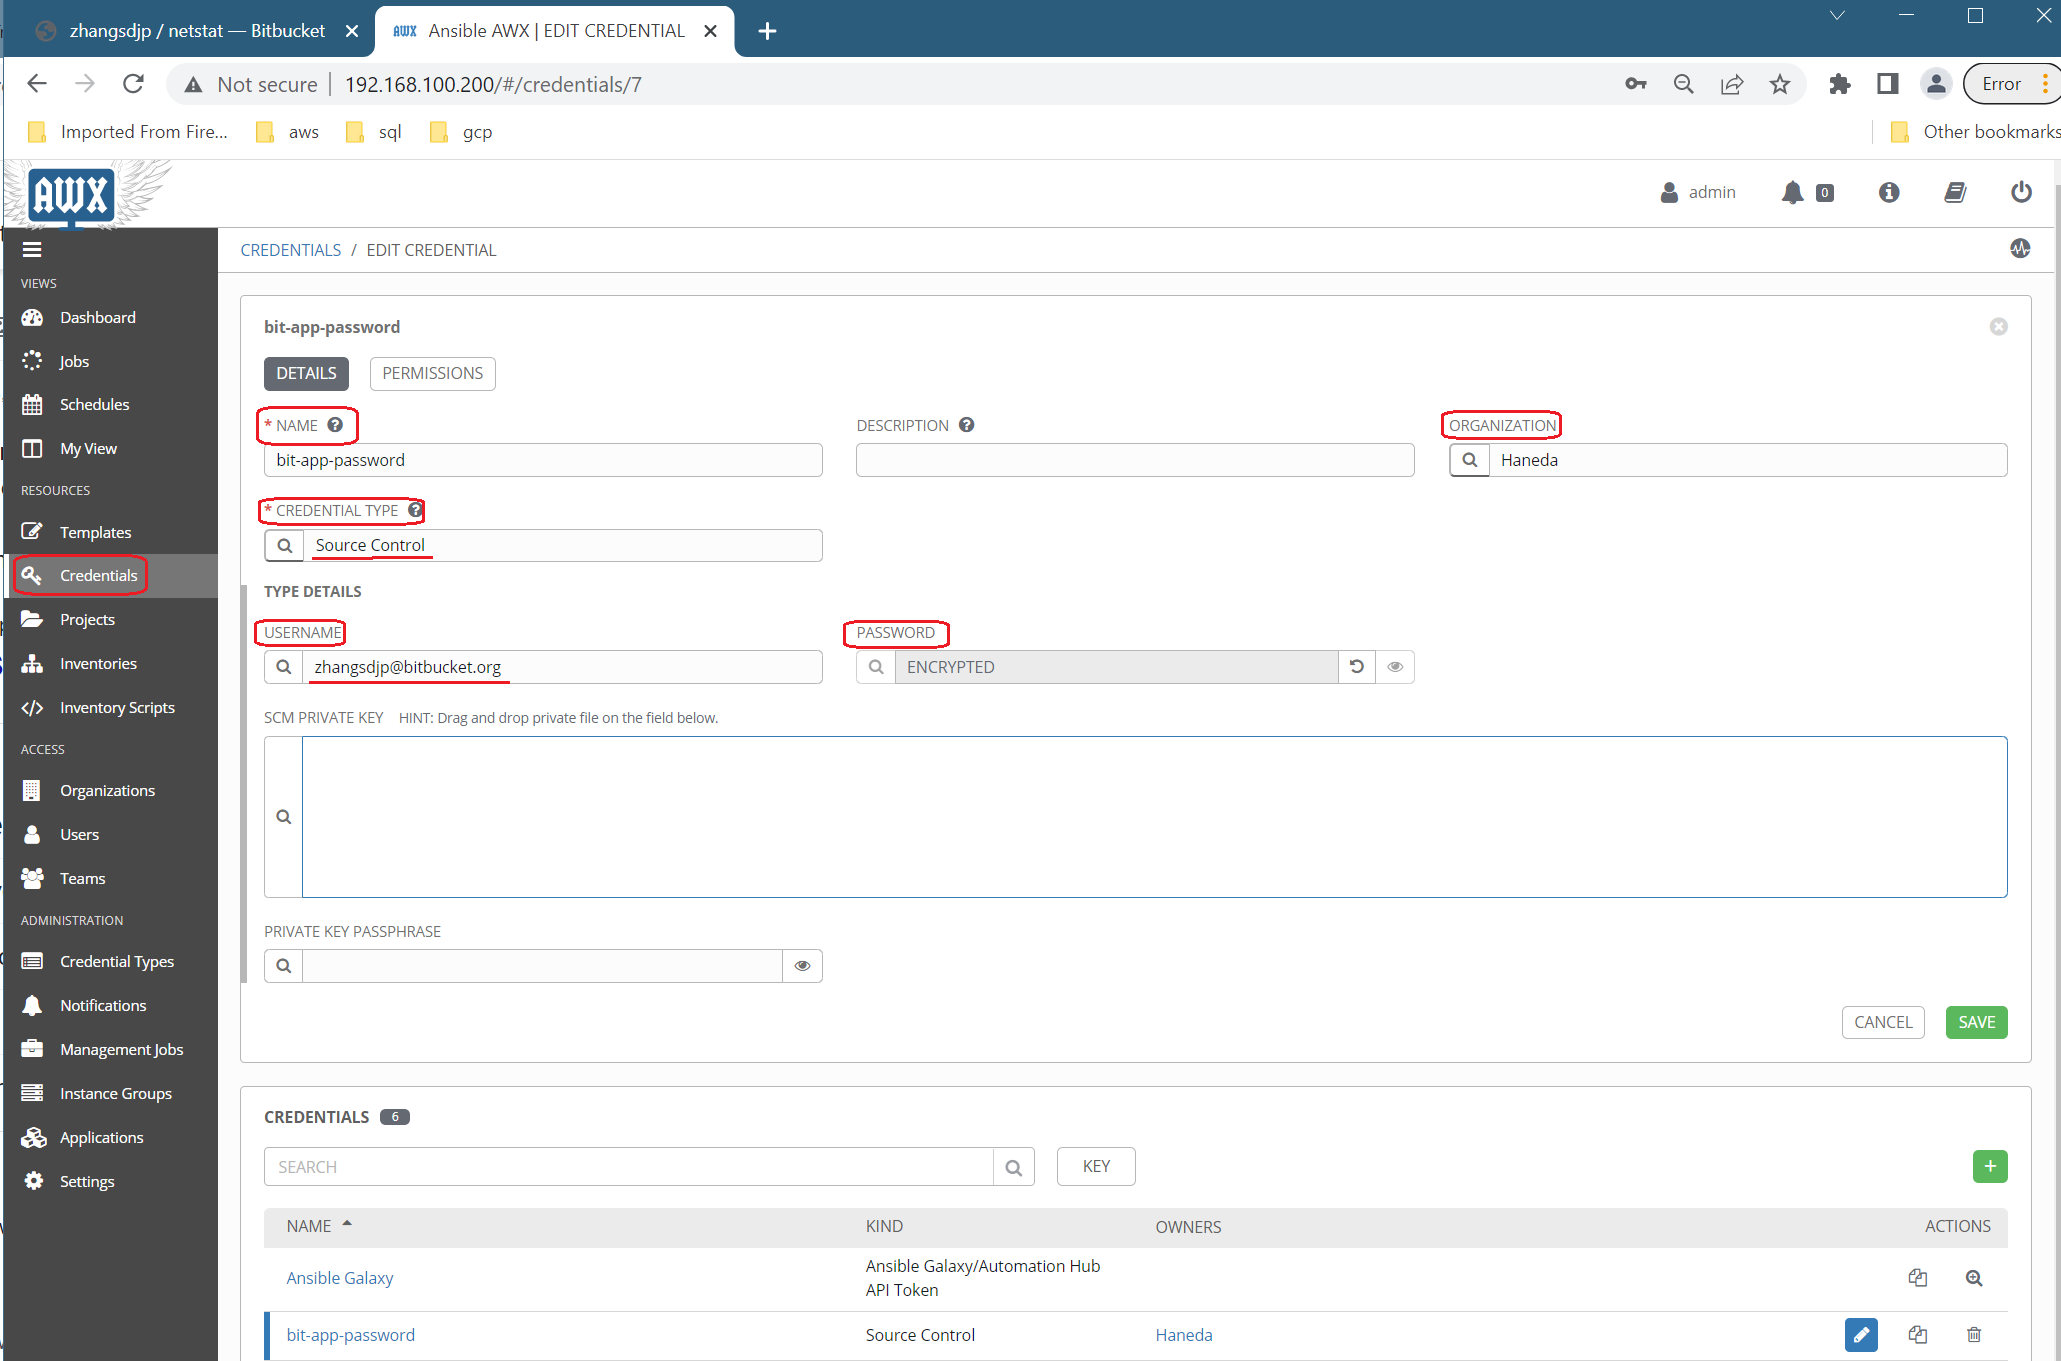 zhangsdjp / netstat — Bitbucket
AWX Ansible AWX | EDIT CREDENTIAL
Not secure 192.168.100.200/#/credentials/7
Error
Imported From Fire...
aws
sql
gcp
Other bookmarks
AWX
admin
0
CREDENTIALS / EDIT CREDENTIAL
VIEWS
Dashboard
Jobs
Schedules
My View
RESOURCES
Templates
Credentials
Projects
Inventories
Inventory Scripts
ACCESS
Organizations
Users
Teams
ADMINISTRATION
Credential Types
Notifications
Management Jobs
Instance Groups
Applications
Settings
bit-app-password
DETAILS
PERMISSIONS
* NAME
DESCRIPTION
ORGANIZATION
bit-app-password
Haneda
* CREDENTIAL TYPE
Source Control
TYPE DETAILS
USERNAME
PASSWORD
zhangsdjp@bitbucket.org
ENCRYPTED
SCM PRIVATE KEY HINT: Drag and drop private file on the field below.
PRIVATE KEY PASSPHRASE
CANCEL
SAVE
CREDENTIALS 6
SEARCH
KEY
NAME
KIND
OWNERS
ACTIONS
Ansible Galaxy
Ansible Galaxy/Automation Hub
API Token
bit-app-password
Source Control
Haneda